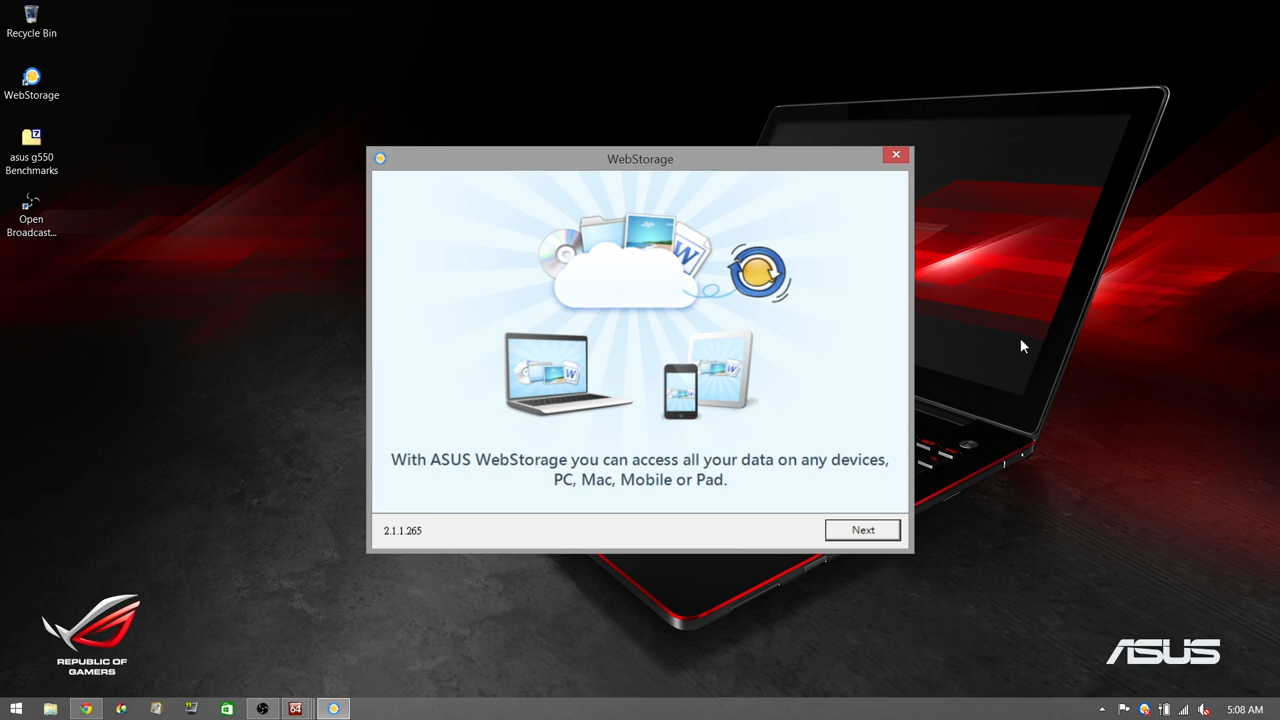 Recycle Bin
WebStorage
asus g550
Benchmarks
Open
Broadcast...
WebStorage
W
W
W
W
With ASUS WebStorage you can access all your data on any devices,
PC, Mac, Mobile or Pad.
2.1.1.265
Next
REPUBLIC OF
GAMERS
ASUS
64
5:08 AM